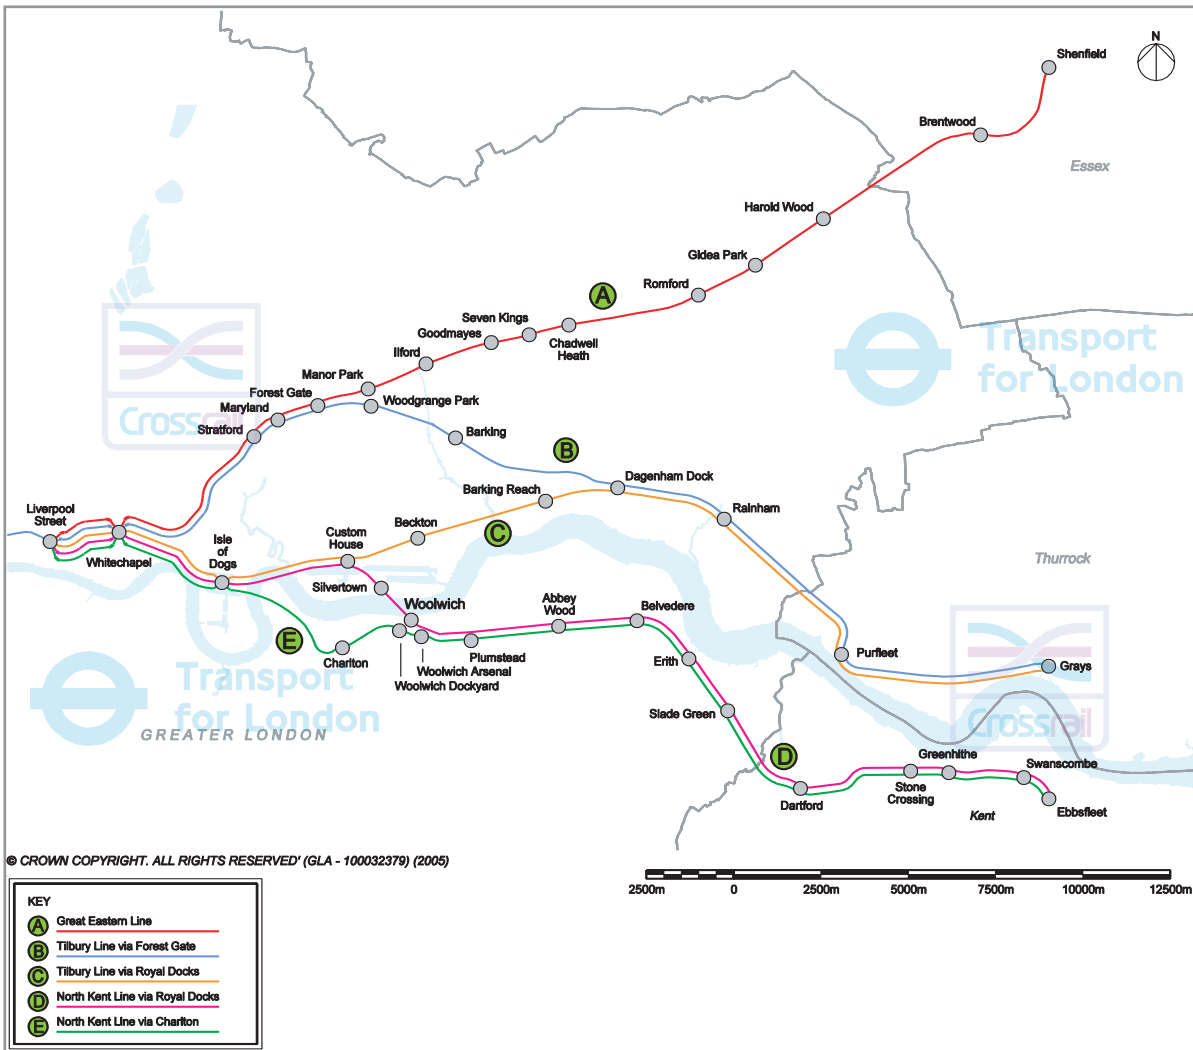 N
Shenfield
Brentwood
Essex
Harold Wood
Gidea Park
Romford
A
Seven Kings
Goodmayes
Chadwell
Heath
Ilford
Manor Park
Forest Gate
Woodgrange Park
Maryland
Stratford
Crossrail
Transport
for London
Barking
B
Dagenham Dock
Barking Reach
Rainham
Liverpool
Street
Whitechapel
Isle
of
Dogs
Custom
House
Beckton
C
Silvertown
Woolwich
Abbey
Wood
Belvedere
Thurrock
E
Charlton
Plumstead
Woolwich Arsenal
Woolwich Dockyard
Erith
Purfleet
Grays
Transport
for London
GREATER LONDON
Slade Green
Crossrail
D
Greenhithe
Swanscombe
Dartford
Stone
Crossing
Kent
Ebbsfleet
© CROWN COPYRIGHT. ALL RIGHTS RESERVED' (GLA - 100032379) (2005)
2500m 0 2500m 5000m 7500m 10000m 12500m
KEY
A Great Eastern Line
B Tilbury Line via Forest Gate
C Tilbury Line via Royal Docks
D North Kent Line via Royal Docks
E North Kent Line via Charlton